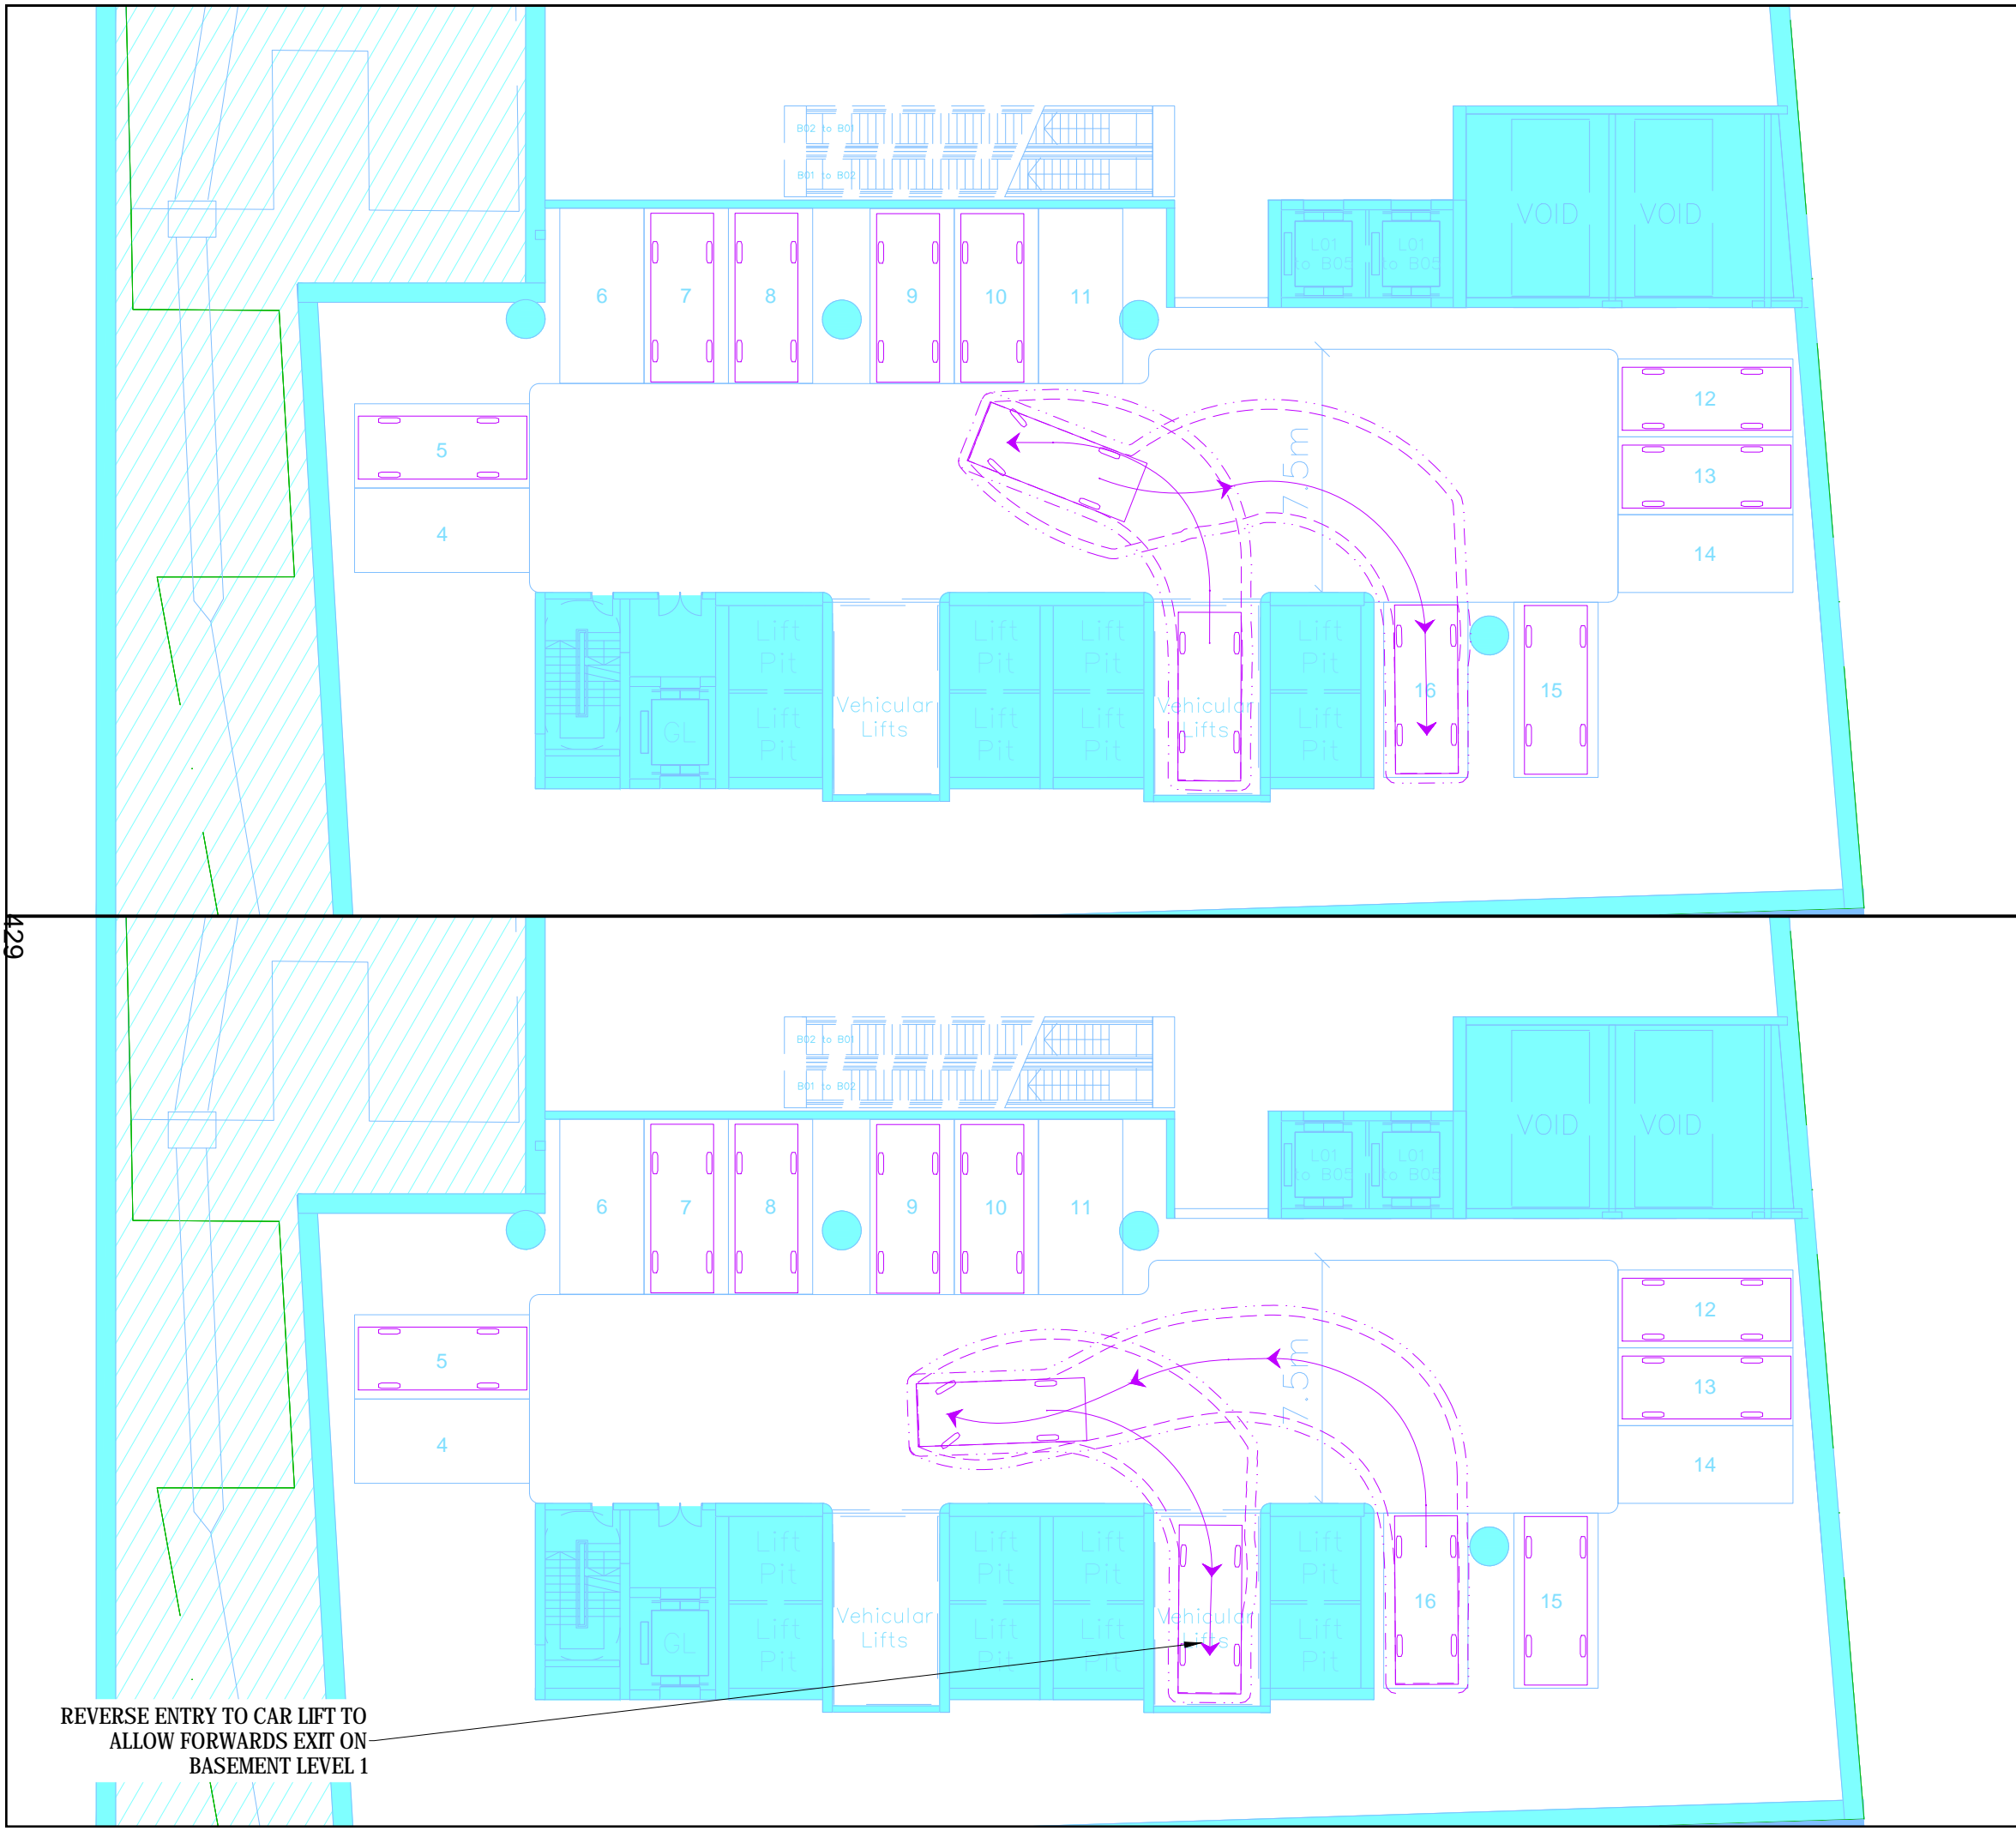 B02 to B01
B01 to B02
VOID
VOID
L01
to B05
L01
to B05
6
7
8
9
10
11
12
5
13
7.5m
4
14
Lift
Pit
Lift
Pit
Lift
Pit
Lift
Pit
16
15
Vehicular
Lifts
Vehicular
Lifts
GL
Lift
Pit
Lift
Pit
Lift
Pit
Lift
Pit
429
B02 to B01
B01 to B02
VOID
VOID
L01
to B05
L01
to B05
6
7
8
9
10
11
12
5
13
7.5m
4
14
Lift
Pit
Lift
Pit
Lift
Pit
Lift
Pit
16
15
Vehicular
Lifts
Vehicular
Lifts
GL
Lift
Pit
Lift
Pit
Lift
Pit
Lift
Pit
REVERSE ENTRY TO CAR LIFT TO
ALLOW FORWARDS EXIT ON
BASEMENT LEVEL 1